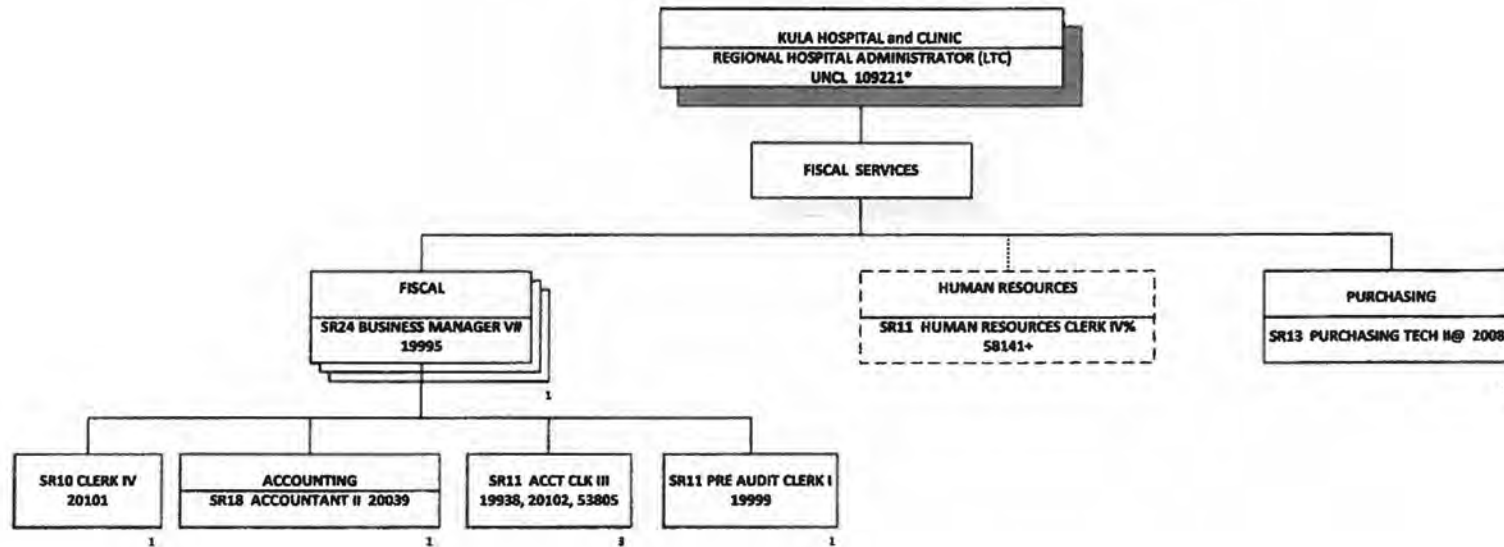 KULA HOSPITAL and CLINIC
REGIONAL HOSPITAL ADMINISTRATOR (LTC)
UNCL 109221*
FISCAL SERVICES
FISCAL
SR24 BUSINESS MANAGER V#
19995
1
HUMAN RESOURCES
SR11 HUMAN RESOURCES CLERK IV%
58141+
PURCHASING
SR13 PURCHASING TECH II@ 2008
SR10 CLERK IV
20101
1
ACCOUNTING
SR18 ACCOUNTANT II 20039
1
SR11 ACCT CLK III
19938, 20102, 53805
3
SR11 PRE AUDIT CLERK I
19999
1